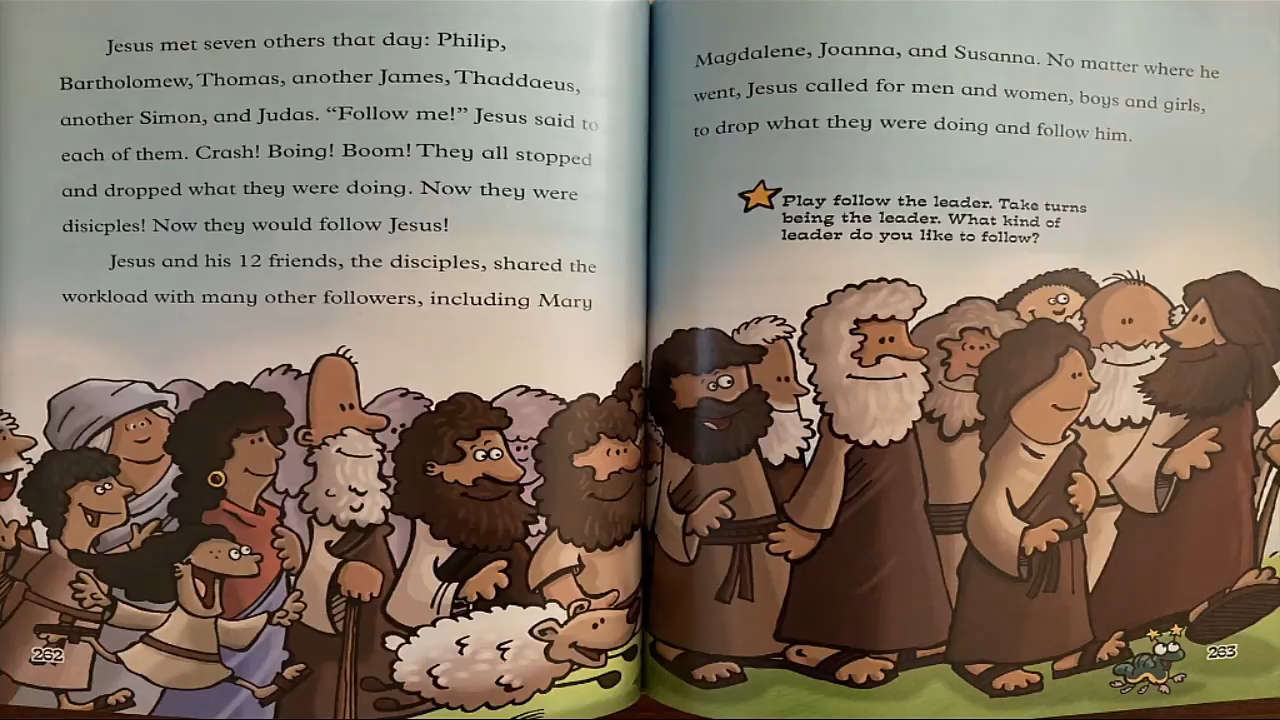 Jesus met seven others that day: Philip,
Bartholomew, Thomas, another James, Thaddaeus,
another Simon, and Judas. “Follow me!” Jesus said to
each of them. Crash! Boing! Boom! They all stopped
and dropped what they were doing. Now they were
disicples! Now they would follow Jesus!
Jesus and his 12 friends, the disciples, shared the
workload with many other followers, including Mary
262
Magdalene, Joanna, and Susanna. No matter where he
went, Jesus called for men and women, boys and girls,
to drop what they were doing and follow him.
Play follow the leader. Take turns
being the leader. What kind of
leader do you like to follow?
263